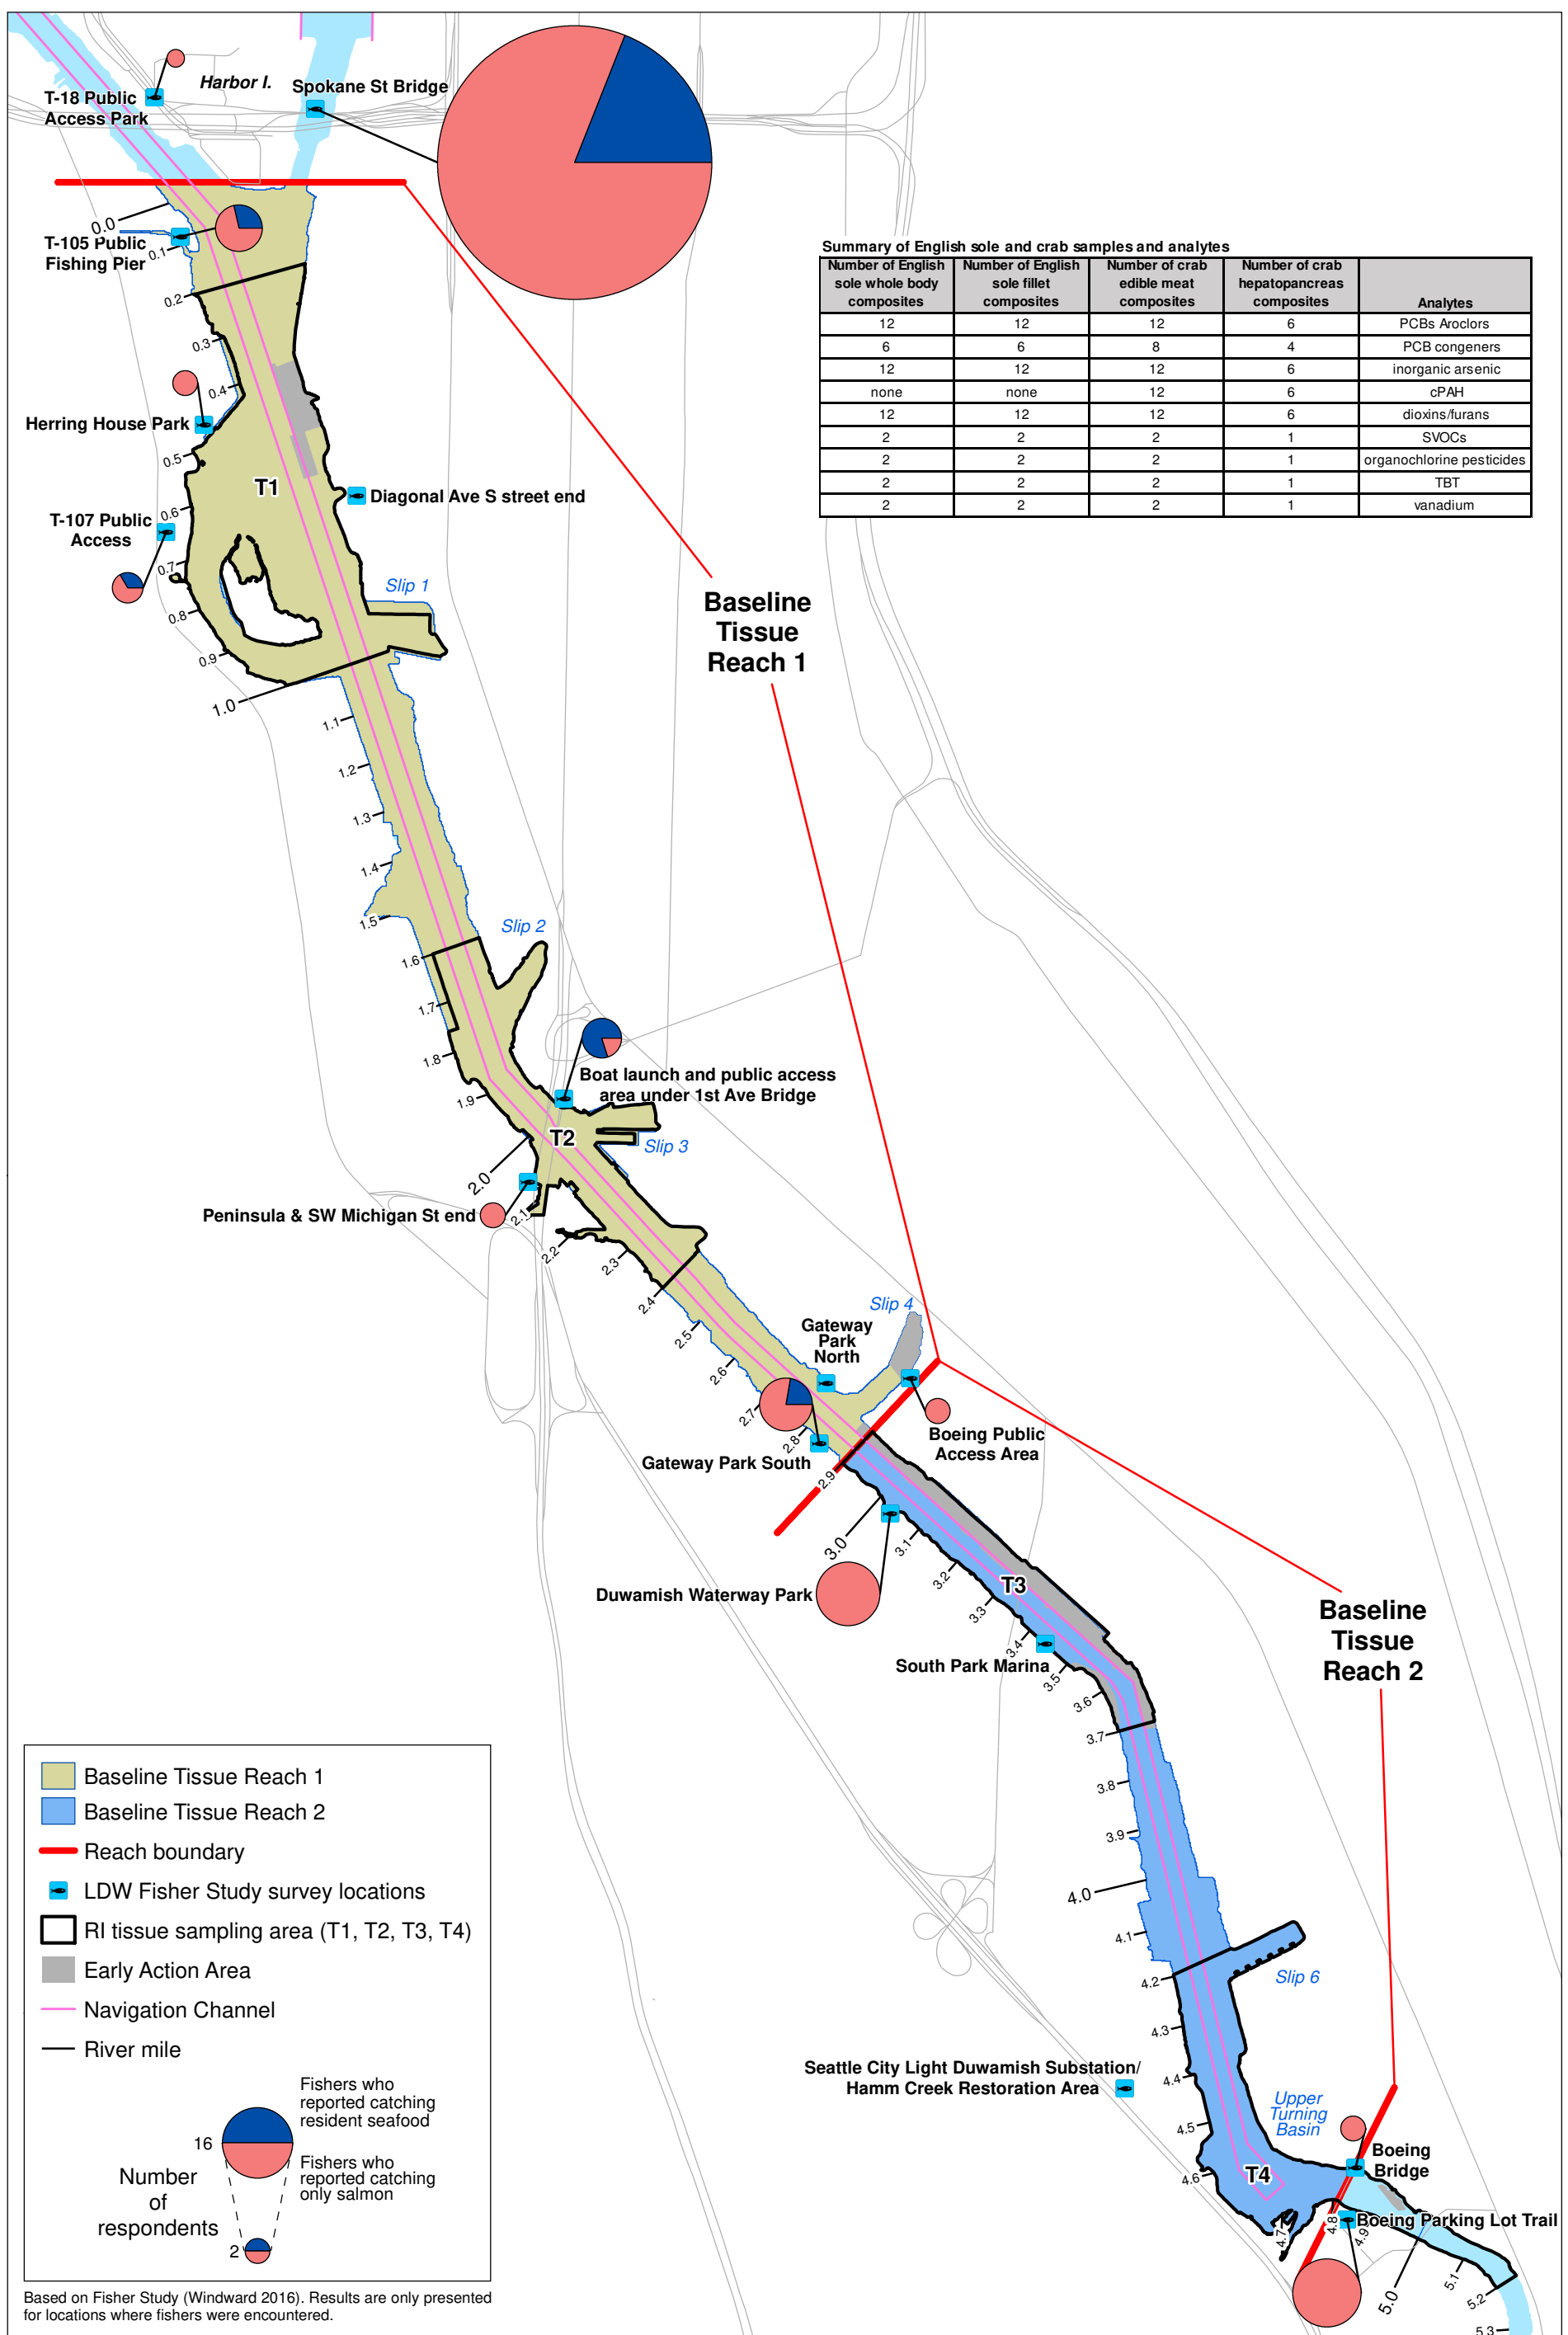 Harbor I.
Spokane St Bridge
T-18 Public
Access Park
0.0
T-105 Public
Fishing Pier
0.1
0.2
0.3
0.4
Herring House Park
0.5
T1
Diagonal Ave S street end
T-107 Public
Access
0.6
0.7
Slip 1
0.8
0.9
1.0
Summary of English sole and crab samples and analytes
Number of English sole whole body composites Number of English sole fillet composites Number of crab edible meat composites Number of crab hepatopancreas composites Analytes
12 12 12 6 PCBs Aroclors
6 6 8 4 PCB congeners
12 12 12 6 inorganic arsenic
none none 12 6 cPAH
12 12 12 6 dioxins/furans
2 2 2 1 SVOCs
2 2 2 1 organochlorine pesticides
2 2 2 1 TBT
2 2 2 1 vanadium
Baseline
Tissue
Reach 1
1.1
1.2
1.3
1.4
1.5
Slip 2
1.6
1.7
1.8
1.9
Boat launch and public access
area under 1st Ave Bridge
T2
Slip 3
2.0
Peninsula & SW Michigan St end
2.1
2.2
2.3
2.4
2.5
2.6
Slip 4
Gateway
Park
North
2.7
2.8
Boeing Public
Access Area
Gateway Park South
2.9
3.0
3.1
3.2
Duwamish Waterway Park
T3
3.3
3.4
South Park Marina
3.5
3.6
3.7
Baseline
Tissue
Reach 2
3.8
3.9
4.0
4.1
4.2
Slip 6
4.3
Seattle City Light Duwamish Substation/
Hamm Creek Restoration Area
4.4
4.5
Upper
Turning
Basin
Boeing
Bridge
4.6
T4
4.7
4.8
4.9
Boeing Parking Lot Trail
5.0
5.1
5.2
5.3
Baseline Tissue Reach 1
Baseline Tissue Reach 2
Reach boundary
LDW Fisher Study survey locations
RI tissue sampling area (T1, T2, T3, T4)
Early Action Area
Navigation Channel
River mile
Fishers who
reported catching
resident seafood
16
Fishers who
reported catching
only salmon
Number
of
respondents
2
Based on Fisher Study (Windward 2016). Results are only presented
for locations where fishers were encountered.